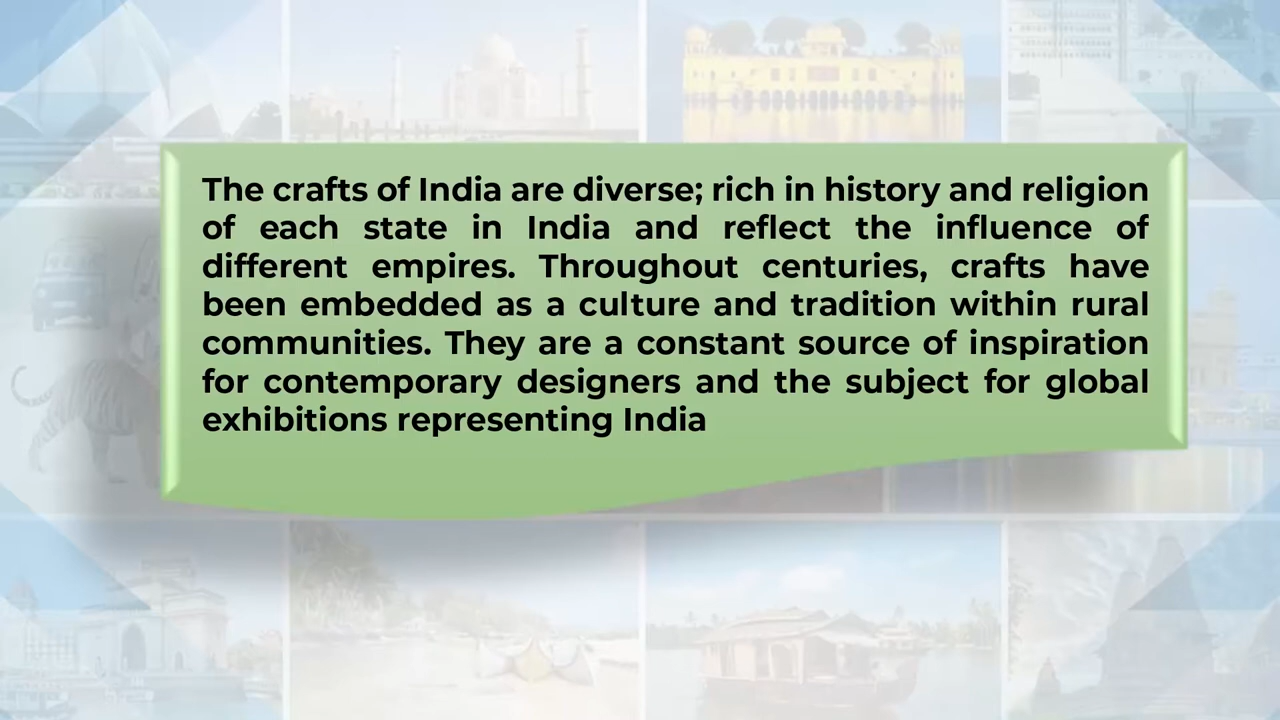 The crafts of India are diverse; rich in history and religion
of each state in India and reflect the influence of
different empires. Throughout centuries, crafts have
been embedded as a culture and tradition within rural
communities. They are a constant source of inspiration
for contemporary designers and the subject for global
exhibitions representing India